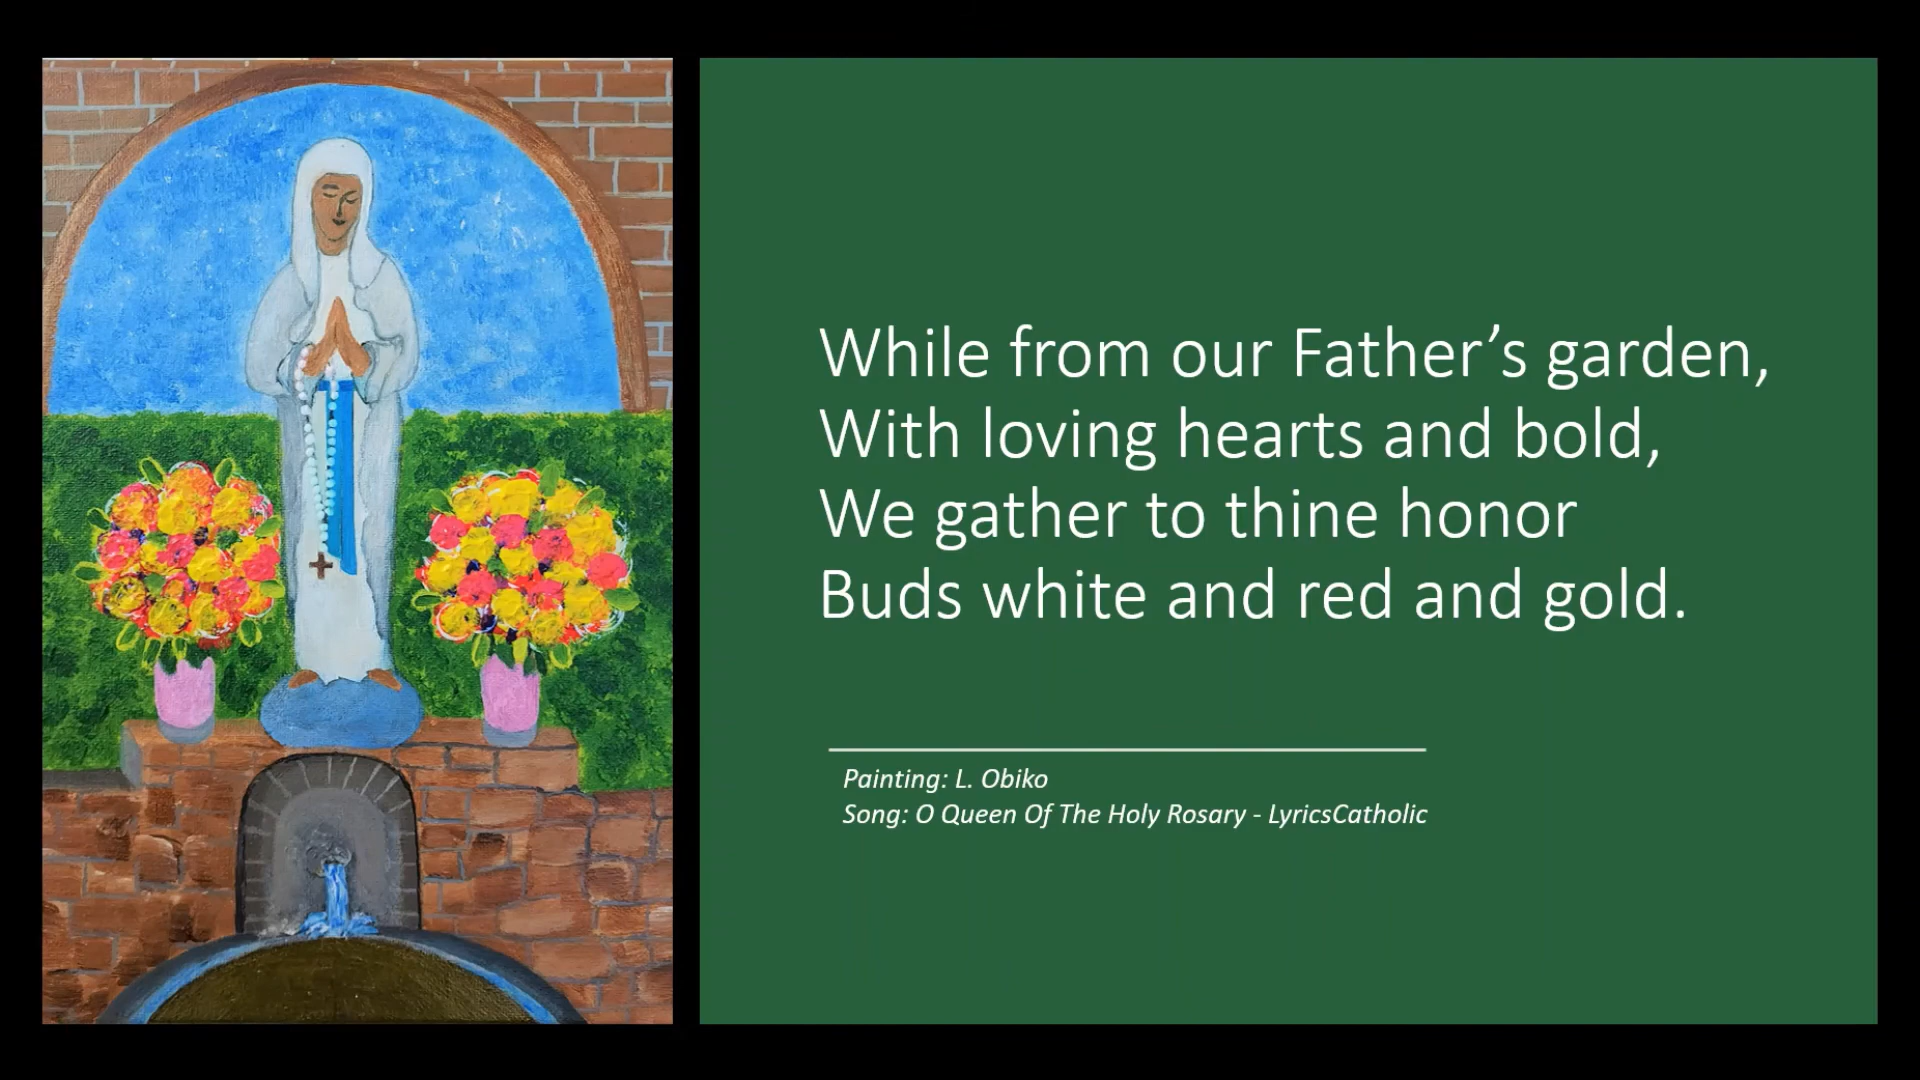 While from our Father’s garden,
With loving hearts and bold,
We gather to thine honor
Buds white and red and gold.
Painting: L. Obiko
Song: O Queen Of The Holy Rosary - LyricsCatholic